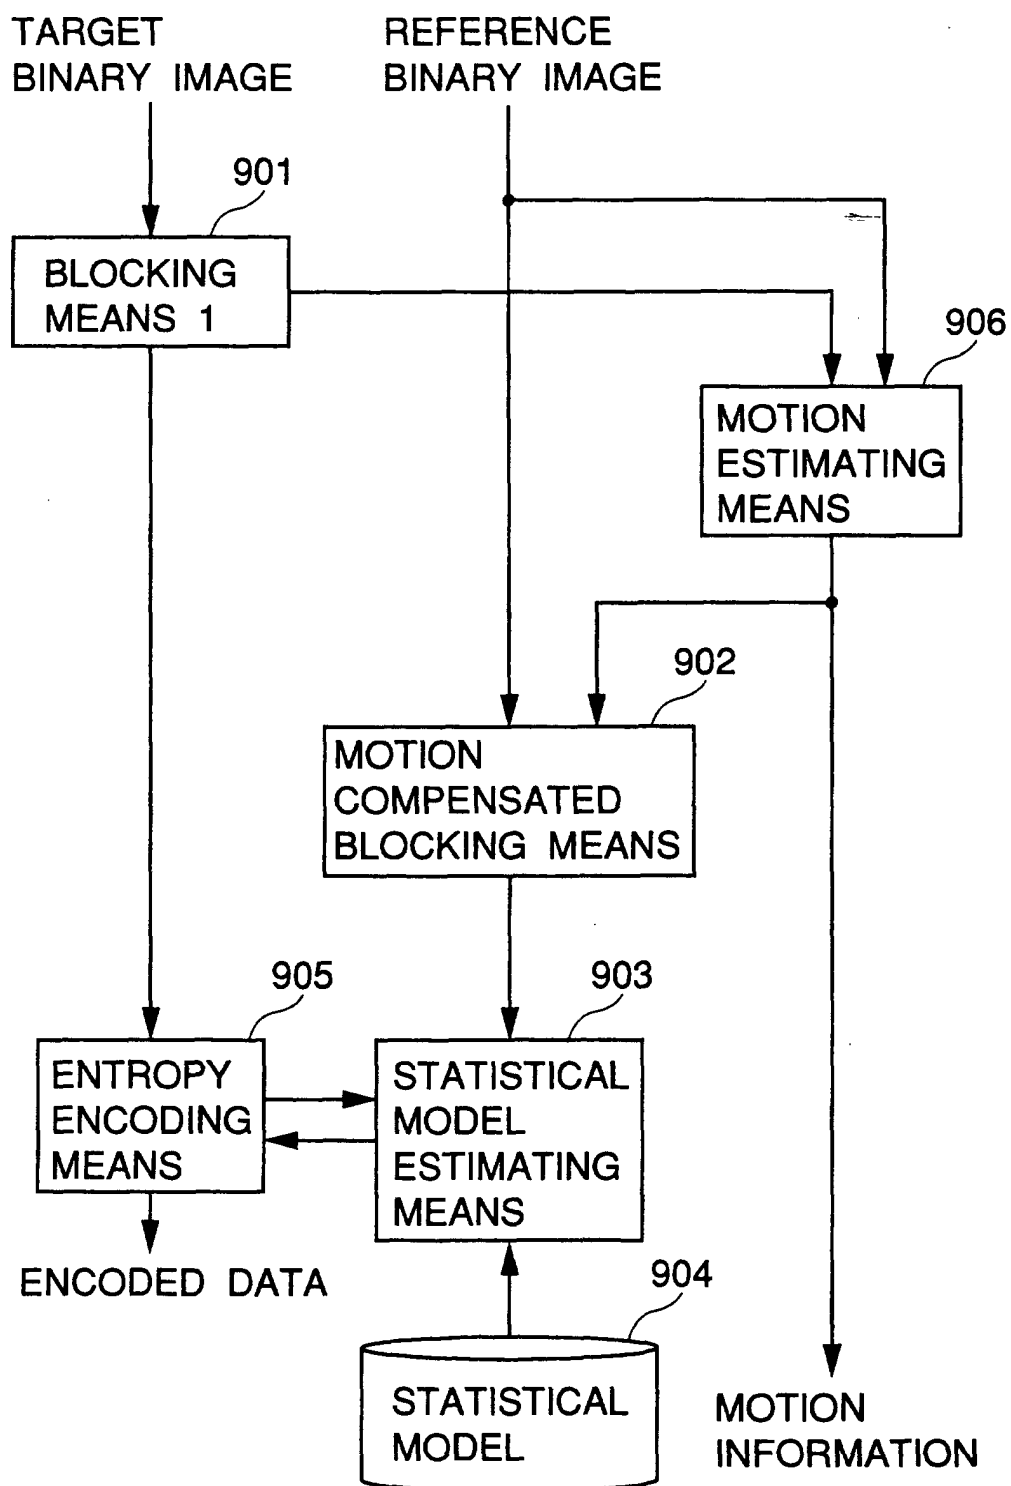 TARGET
BINARY IMAGE
REFERENCE
BINARY IMAGE
901
BLOCKING
MEANS 1
906
MOTION
ESTIMATING
MEANS
902
MOTION
COMPENSATED
BLOCKING MEANS
905
ENTROPY
ENCODING
MEANS
903
STATISTICAL
MODEL
ESTIMATING
MEANS
ENCODED DATA
904
STATISTICAL
MODEL
MOTION
INFORMATION